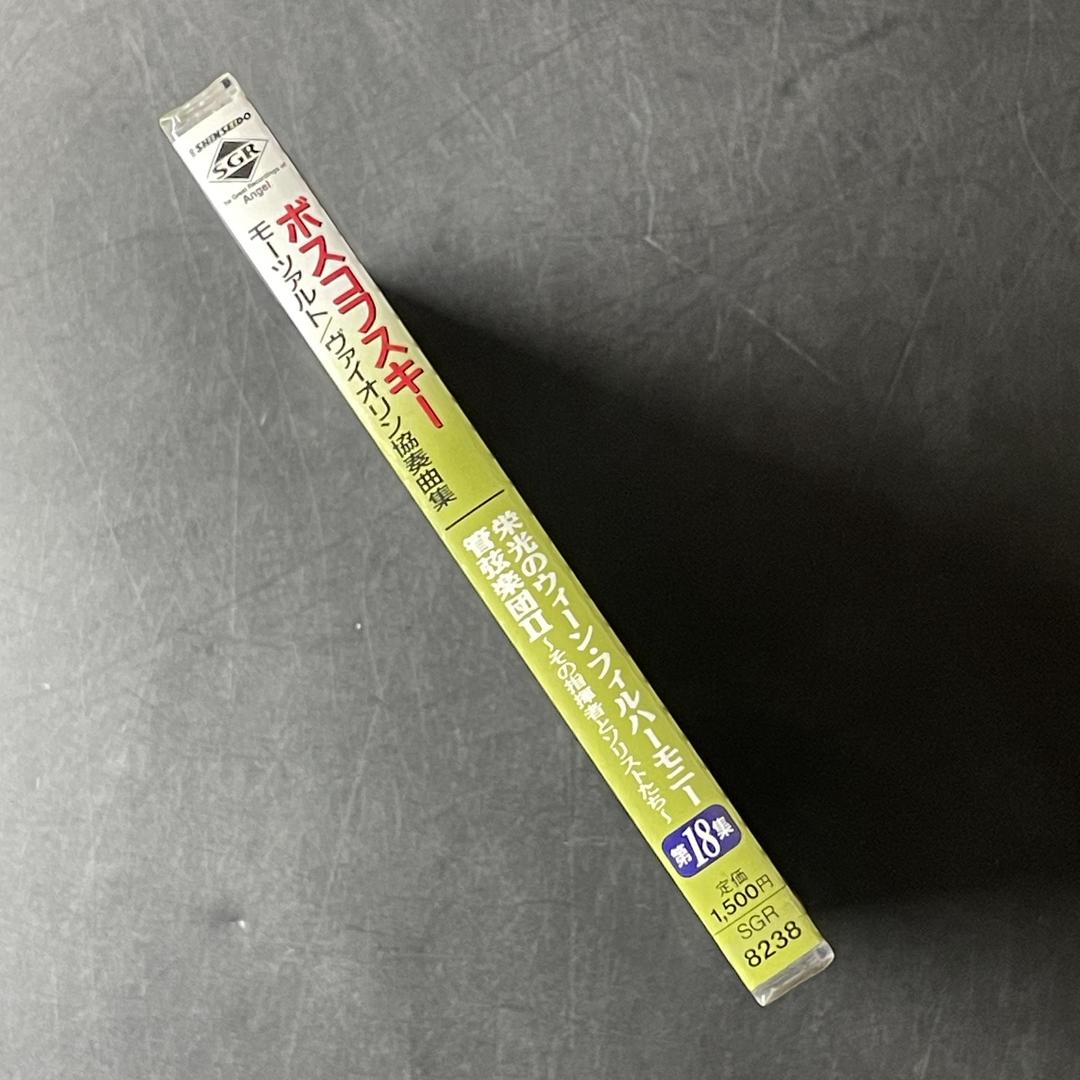 SHINSEIDO
SGR
The Great Recordings of
Angel
ボスコフスキー
モーツァルト/ヴァイオリン協奏曲集
栄光のウィーン・フィルハーモニー
管弦楽団II〜その指揮者とソリストたち〜
第18集
定価
1,500円
SGR
8238